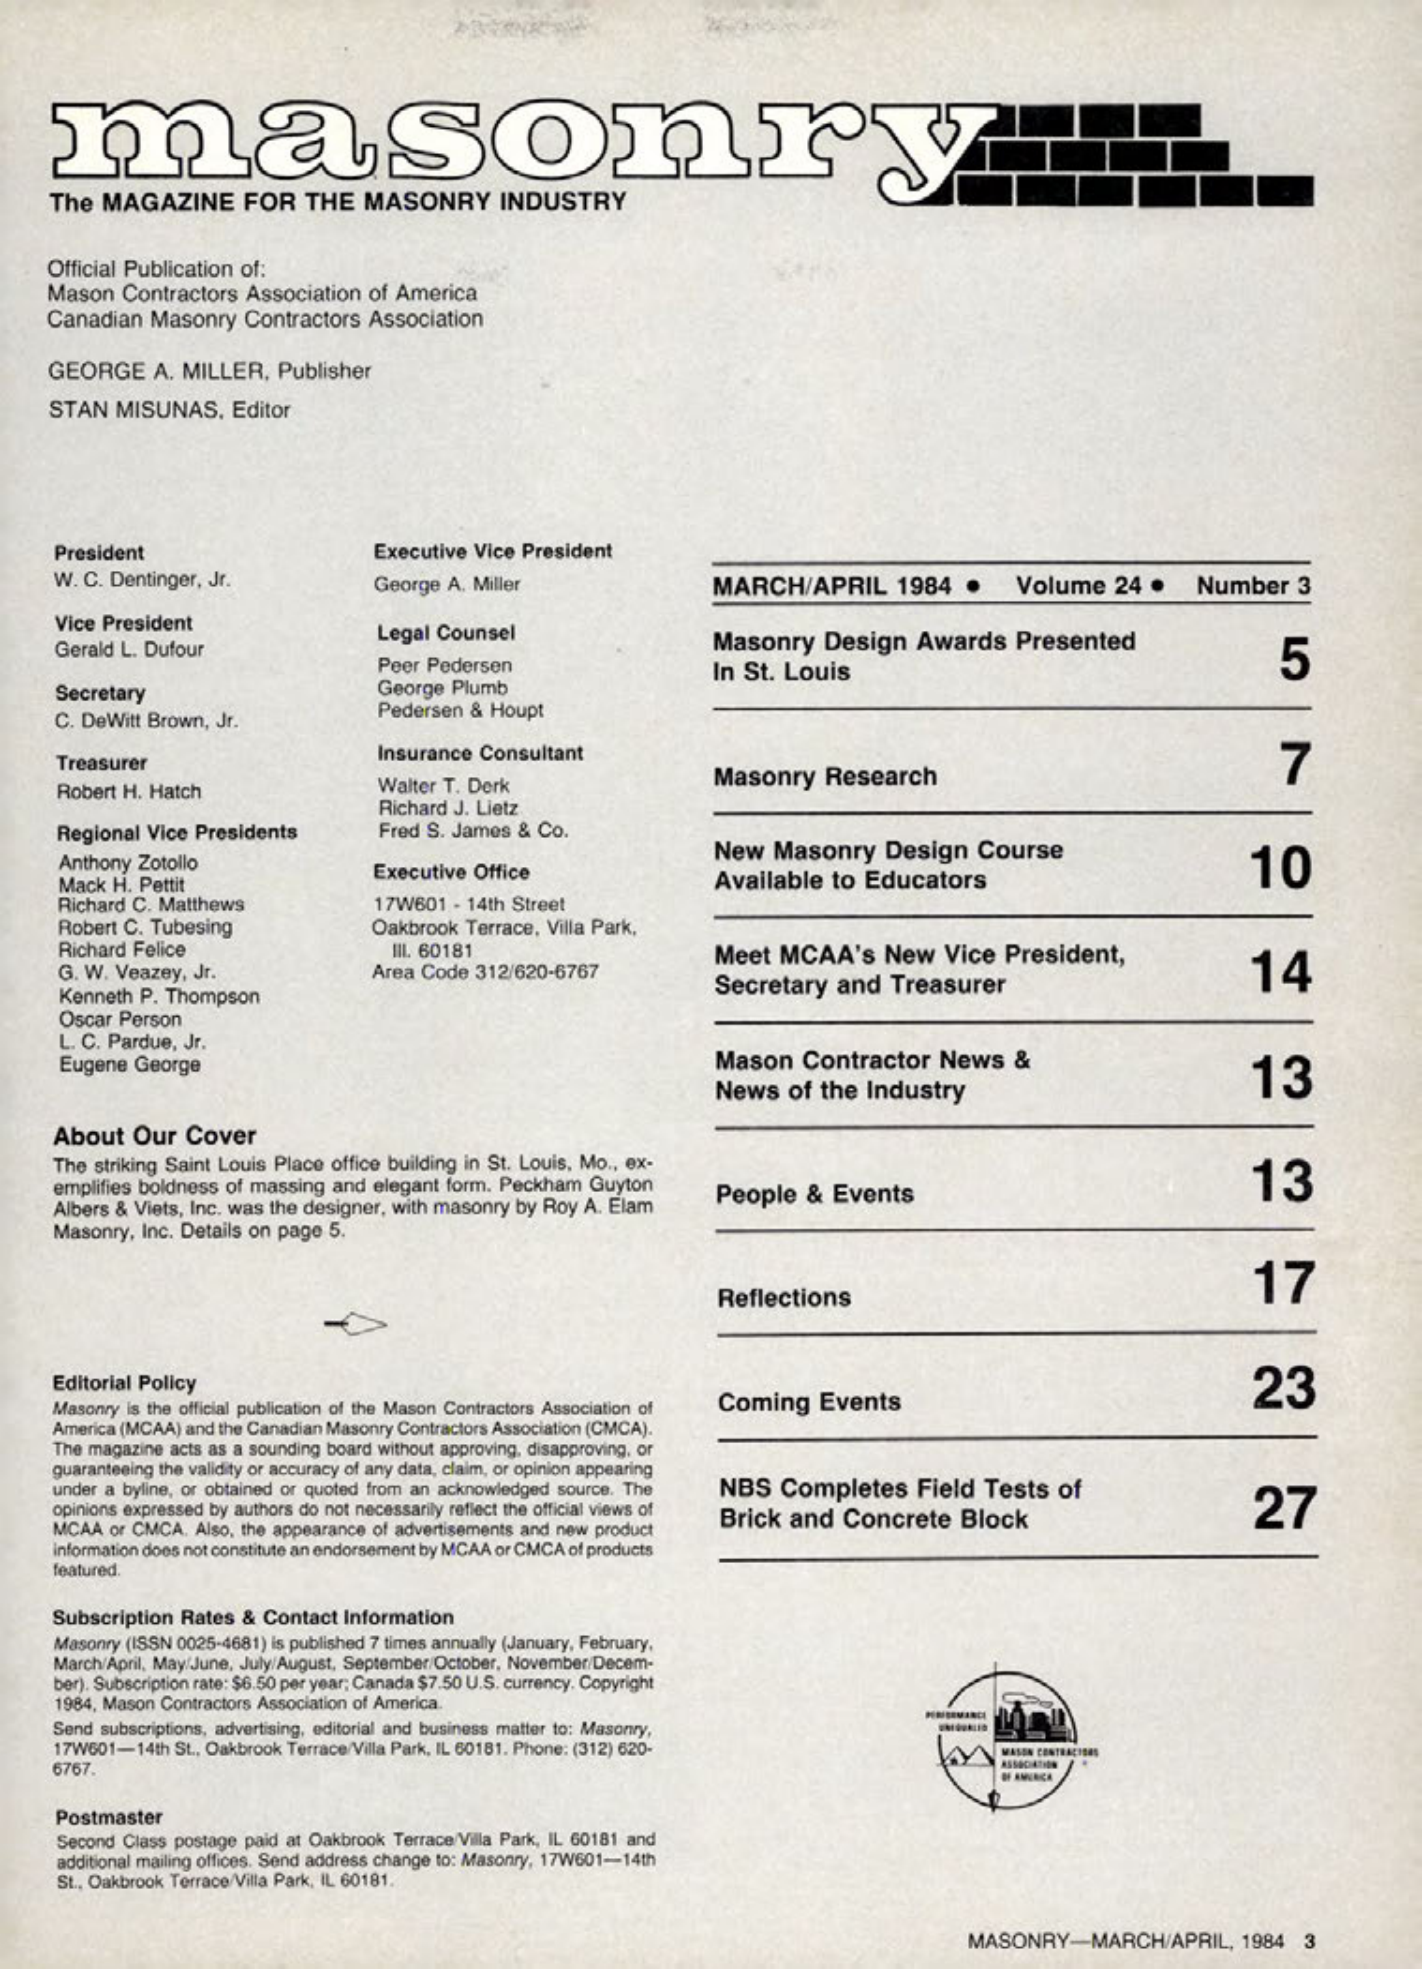 masonry
The MAGAZINE FOR THE MASONRY INDUSTRY
Official Publication of:
Mason Contractors Association of America
Canadian Masonry Contractors Association
GEORGE A. MILLER, Publisher
STAN MISUNAS, Editor
President
W. C. Dentinger, Jr.
Vice President
Gerald L. Dufour
Secretary
C. DeWitt Brown, Jr.
Treasurer
Robert H. Hatch
Regional Vice Presidents
Anthony Zotollo
Mack H. Pettit
Richard C. Matthews
Robert C. Tubesing
Richard Felice
G. W. Veazey, Jr.
Kenneth P. Thompson
Oscar Person
L. C. Pardue, Jr.
Eugene George
Executive Vice President
George A. Miller
Legal Counsel
Peer Pedersen
George Plumb
Pedersen & Houpt
Insurance Consultant
Walter T. Derk
Richard J. Lietz
Fred S. James & Co.
Executive Office
17W601 - 14th Street
Oakbrook Terrace, Villa Park,
Ill. 60181
Area Code 312/620-6767
About Our Cover
The striking Saint Louis Place office building in St. Louis, Mo., ex-
emplifies boldness of massing and elegant form. Peckham Guyton
Albers & Viets, Inc. was the designer, with masonry by Roy A. Elam
Masonry, Inc. Details on page 5.
Editorial Policy
Masonry is the official publication of the Mason Contractors Association of
America (MCAA) and the Canadian Masonry Contractors Association (CMCA).
The magazine acts as a sounding board without approving, disapproving, or
guaranteeing the validity or accuracy of any data, claim, or opinion appearing
under a byline, or obtained or quoted from an acknowledged source. The
opinions expressed by authors do not necessarily reflect the official views of
MCAA or CMCA. Also, the appearance of advertisements and new product
information does not constitute an endorsement by MCAA or CMCA of products
featured.
Subscription Rates & Contact Information
Masonry (ISSN 0025-4681) is published 7 times annually (January, February,
March/April, May/June, July/August, September/October, November/Decem-
ber). Subscription rate: $6.50 per year; Canada $7.50 U.S. currency. Copyright
1984, Mason Contractors Association of America.
Send subscriptions, advertising, editorial and business matter to: Masonry,
17W601—14th St., Oakbrook Terrace/Villa Park, IL 60181. Phone: (312) 620-
6767.
Postmaster
Second Class postage paid at Oakbrook Terrace/Villa Park, IL 60181 and
additional mailing offices. Send address change to: Masonry, 17W601—14th
St., Oakbrook Terrace/Villa Park, IL 60181.
MARCH/APRIL 1984 ● Volume 24 ● Number 3
Masonry Design Awards Presented
In St. Louis 5
Masonry Research 7
New Masonry Design Course
Available to Educators 10
Meet MCAA's New Vice President,
Secretary and Treasurer 14
Mason Contractor News &
News of the Industry 13
People & Events 13
Reflections 17
Coming Events 23
NBS Completes Field Tests of
Brick and Concrete Block 27
PERFORMANCE
UNEQUALED
MASON CONTRACTORS
ASSOCIATION
OF AMERICA
MASONRY—MARCH/APRIL, 1984 3